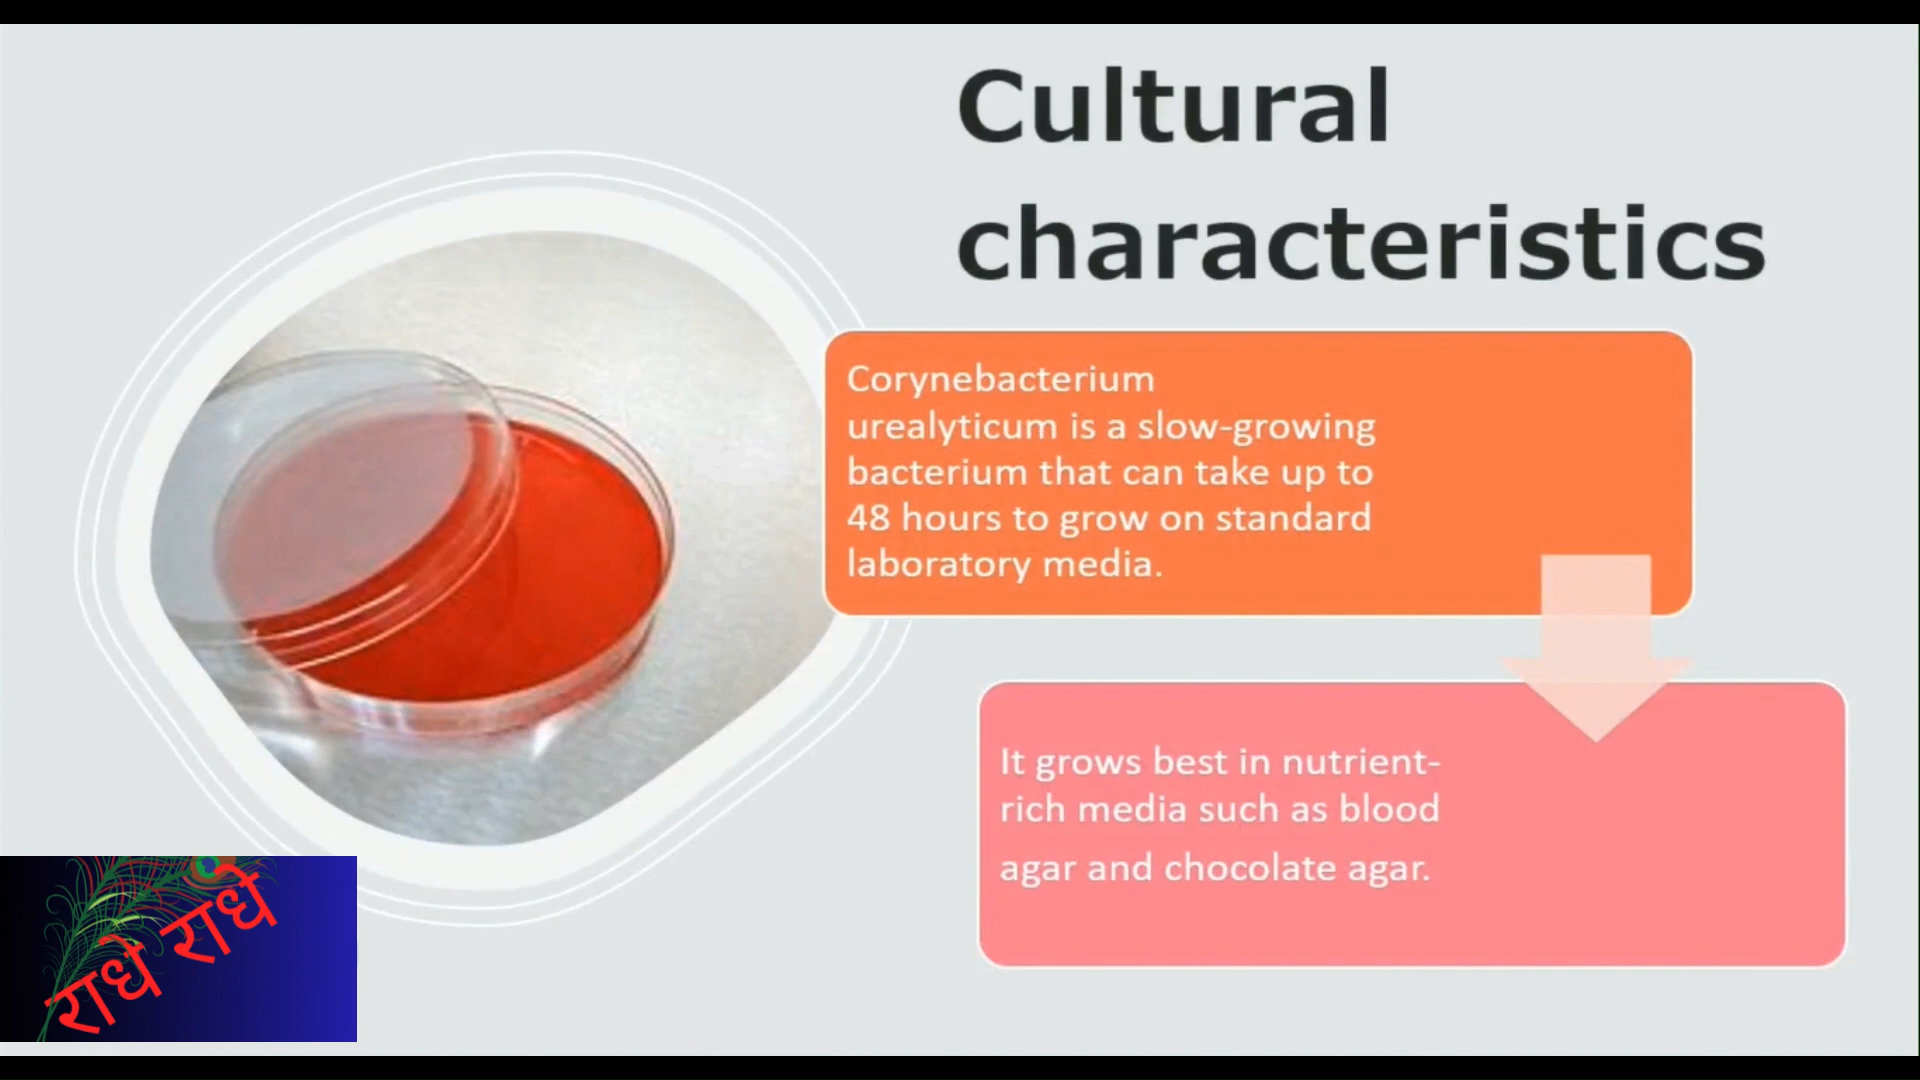 Cultural
characteristics
Corynebacterium
urealyticum is a slow-growing
bacterium that can take up to
48 hours to grow on standard
laboratory media.
It grows best in nutrient-
rich media such as blood
agar and chocolate agar.
राधे राधे